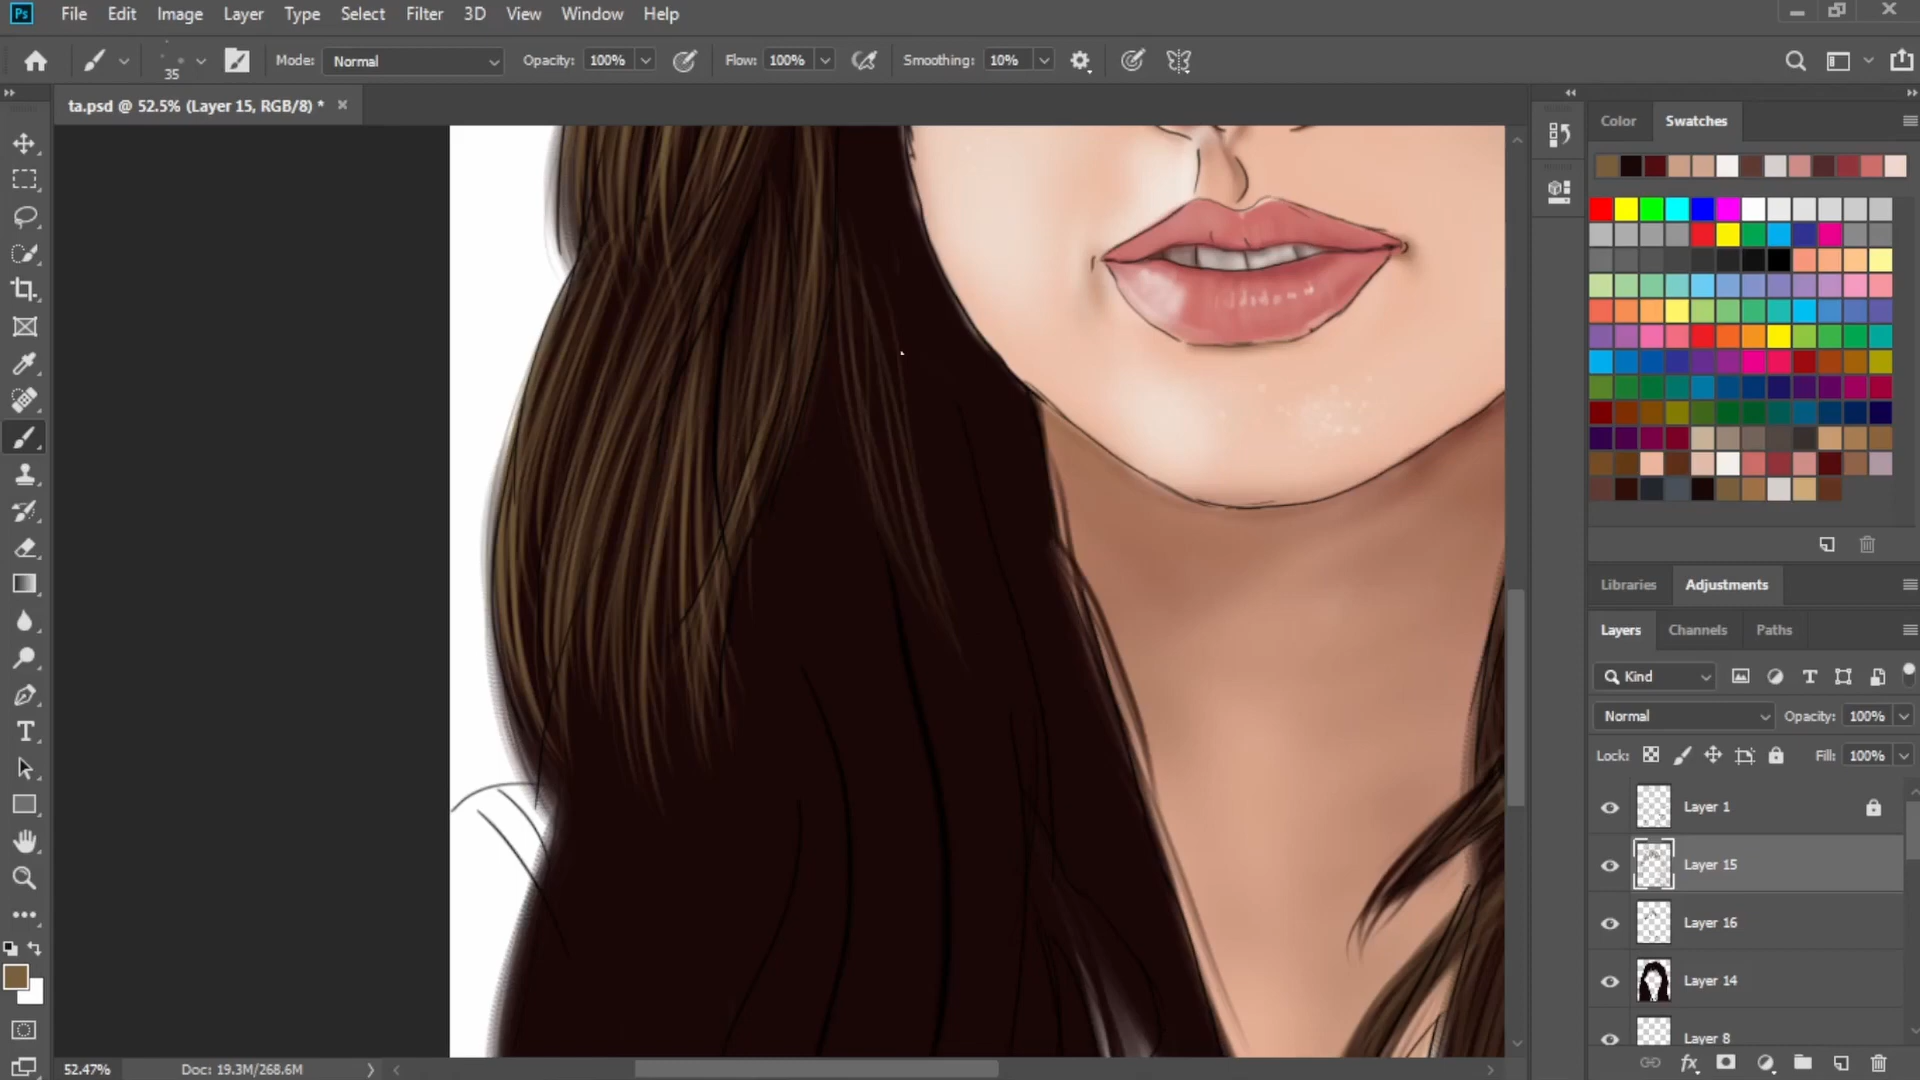 Ps File Edit Image Layer Type Select Filter 3D View Window Help
35 Mode: Normal Opacity: 100% Flow: 100% Smoothing: 10%
ta.psd @ 52.5% (Layer 15, RGB/8) *
Color Swatches
Libraries Adjustments
Layers Channels Paths
Kind
Normal Opacity: 100%
Lock: Fill: 100%
Layer 1
Layer 15
Layer 16
Layer 14
Layer 8
52.47% Doc: 19.3M/268.6M